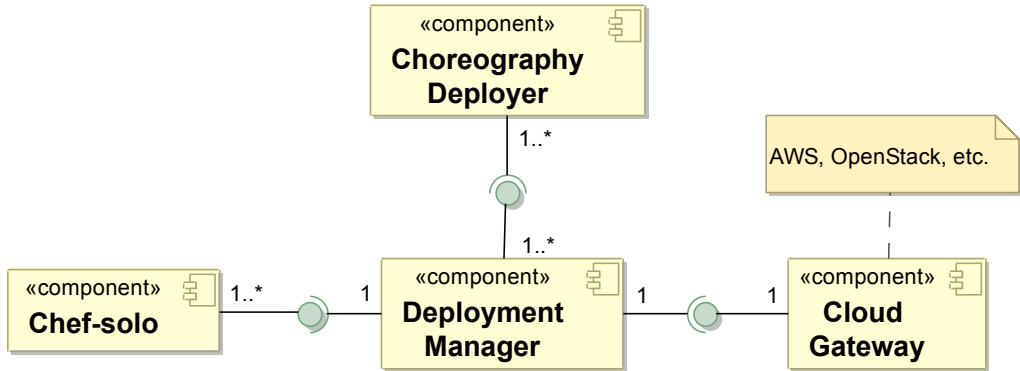 «component»
Choreography
Deployer
1..*
AWS, OpenStack, etc.
1..*
«component»
Chef-solo
1..*
1
«component»
Deployment
Manager
1
1
«component»
Cloud
Gateway